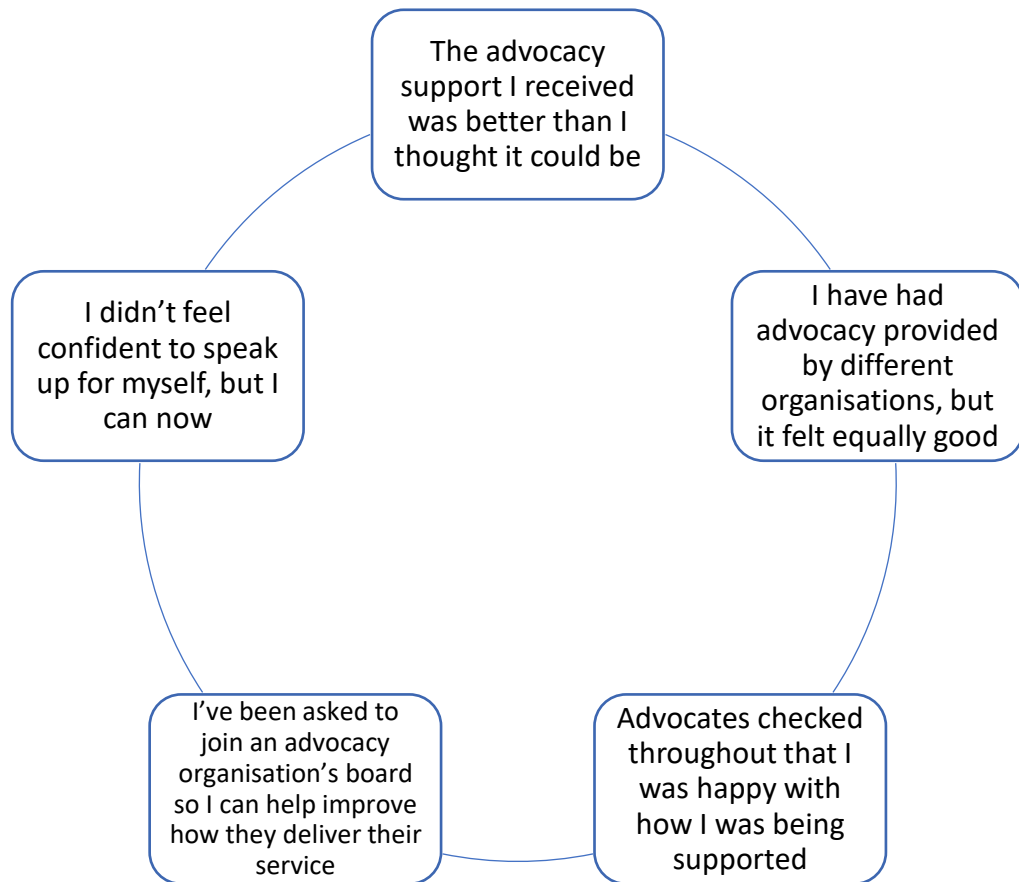 The advocacy
support I received
was better than I
thought it could be
I have had
advocacy provided
by different
organisations, but
it felt equally good
Advocates checked
throughout that I
was happy with
how I was being
supported
I’ve been asked to
join an advocacy
organisation’s board
so I can help improve
how they deliver their
service
I didn’t feel
confident to speak
up for myself, but I
can now